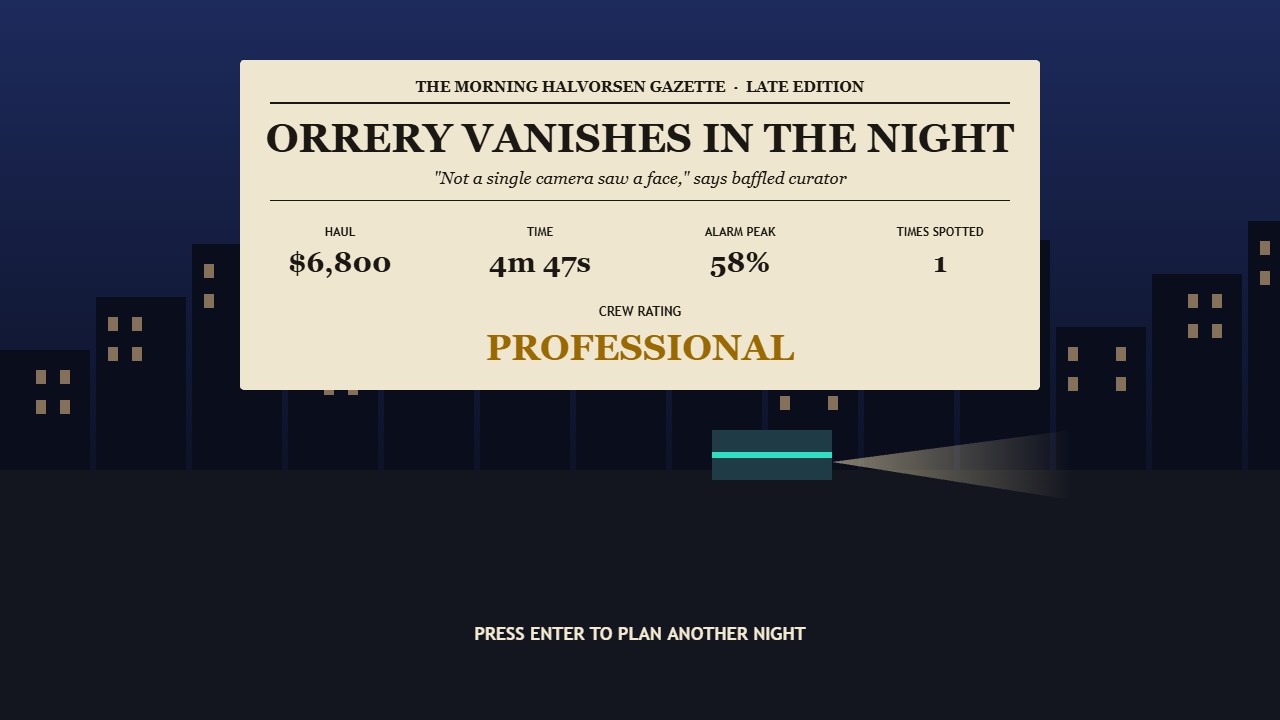 THE MORNING HALVORSEN GAZETTE · LATE EDITION
ORRERY VANISHES IN THE NIGHT
"Not a single camera saw a face," says baffled curator
HAUL TIME ALARM PEAK TIMES SPOTTED
$6,800 4m 47s 58% 1
CREW RATING
PROFESSIONAL
PRESS ENTER TO PLAN ANOTHER NIGHT